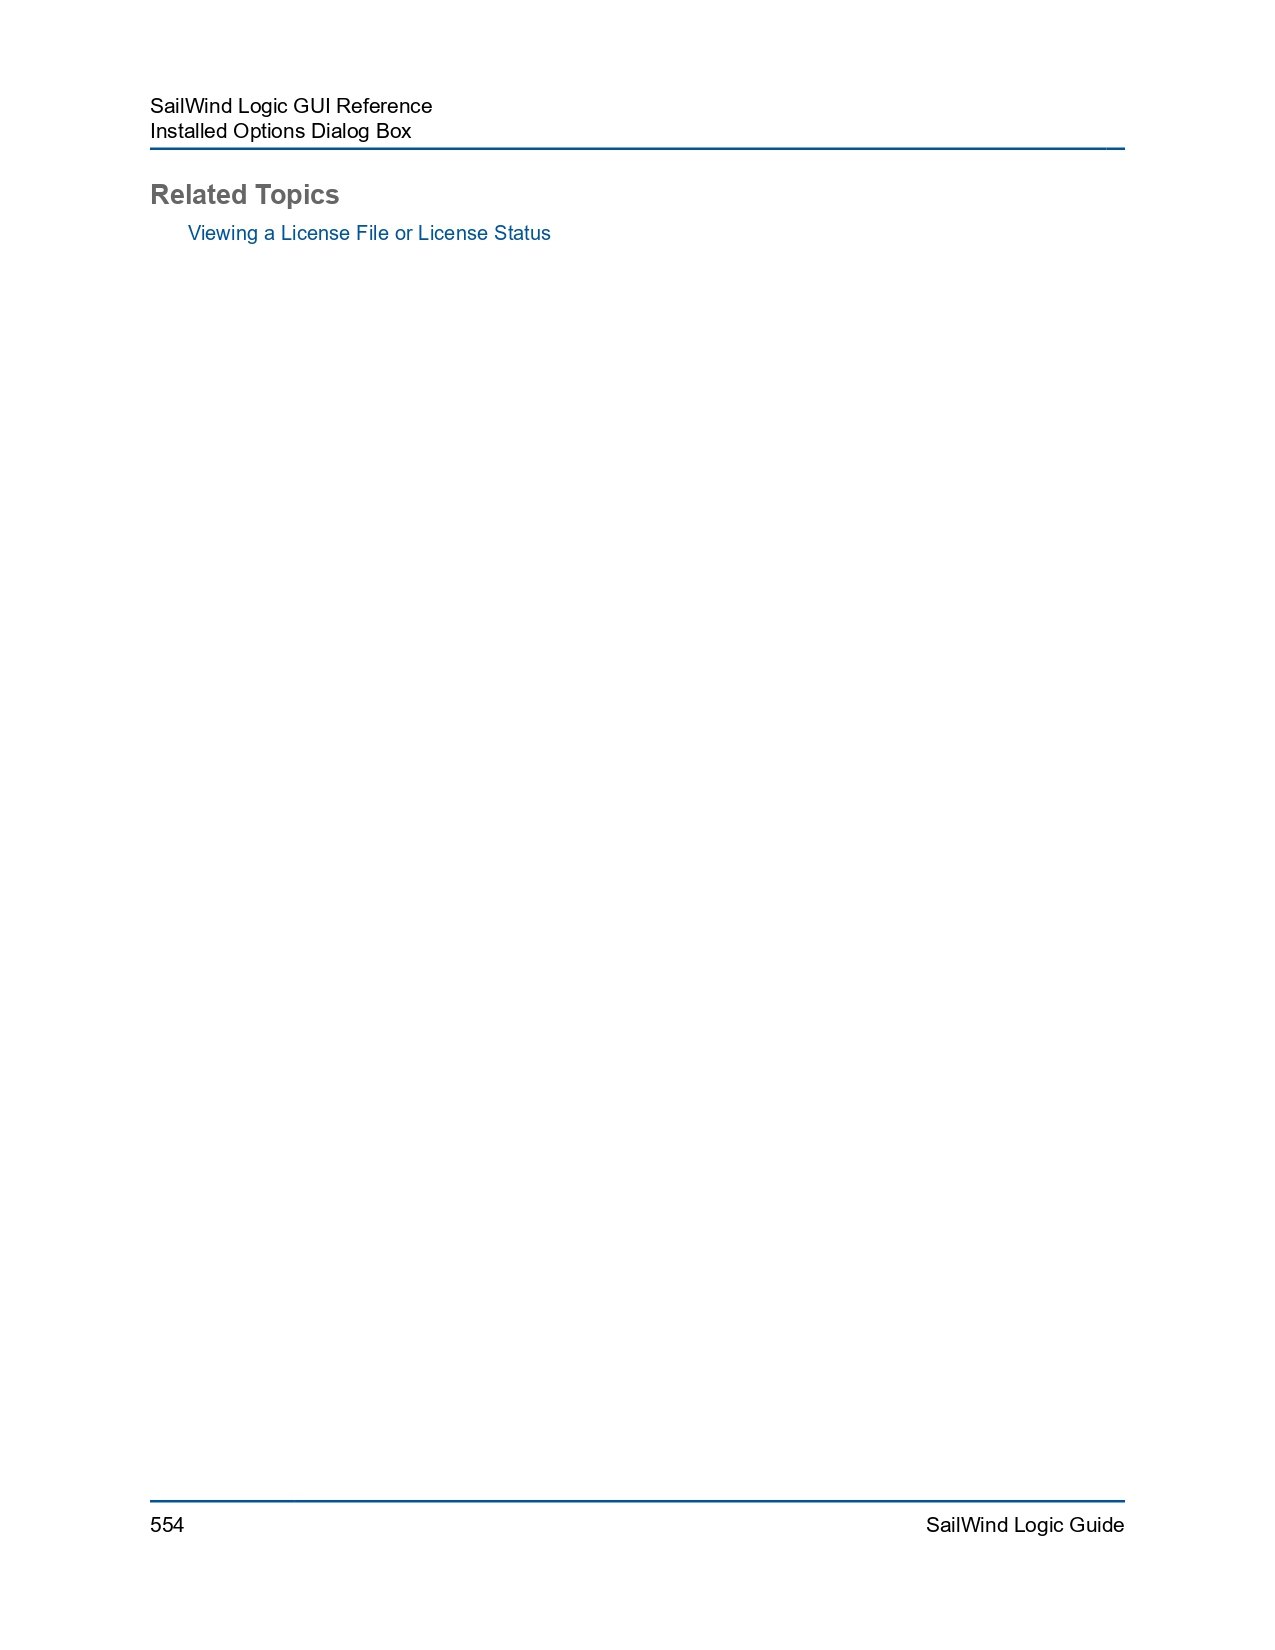 SailWind Logic GUI Reference
Installed Options Dialog Box
Related Topics
Viewing a License File or License Status
554
SailWind Logic Guide